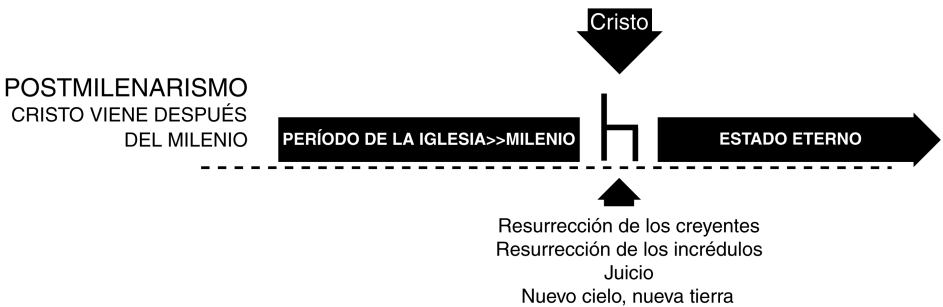 Cristo
POSTMILENARISMO
CRISTO VIENE DESPUÉS
DEL MILENIO
PERÍODO DE LA IGLESIA>>MILENIO
ESTADO ETERNO
Resurrección de los creyentes
Resurrección de los incrédulos
Juicio
Nuevo cielo, nueva tierra